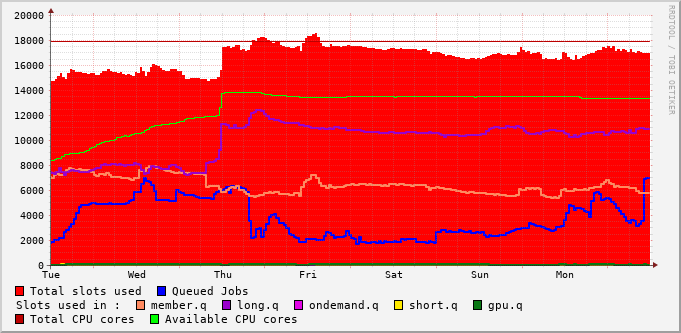 20000
18000
16000
14000
12000
10000
8000
6000
4000
2000
0
Tue Wed Thu Fri Sat Sun Mon
RRDTOOL / TOBI OETIKER
Total slots used Queued Jobs
Slots used in : member.q long.q ondemand.q short.q gpu.q
Total CPU cores Available CPU cores